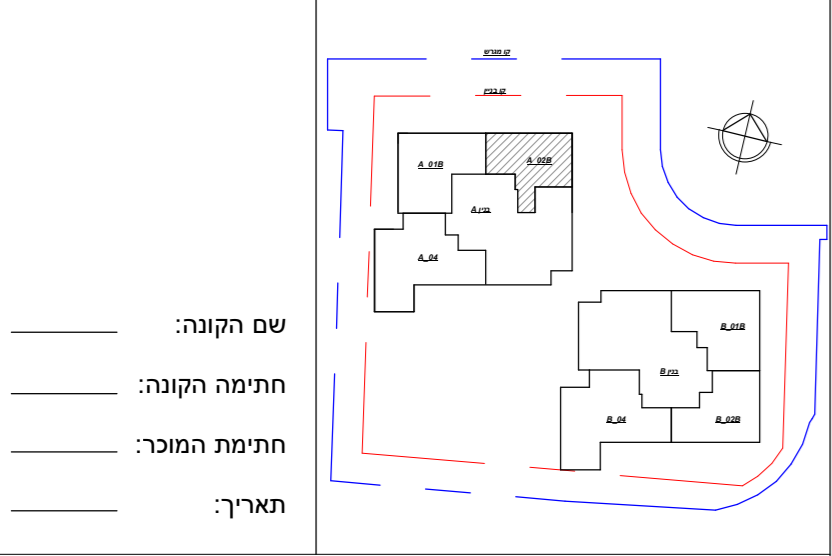 קו מגרש
קו בניין
A_01B
A_02B
בניין A
A_04
B_01B
בניין B
B_04
B_02B
שם הקונה:
חתימה הקונה:
חתימת המוכר:
תאריך: